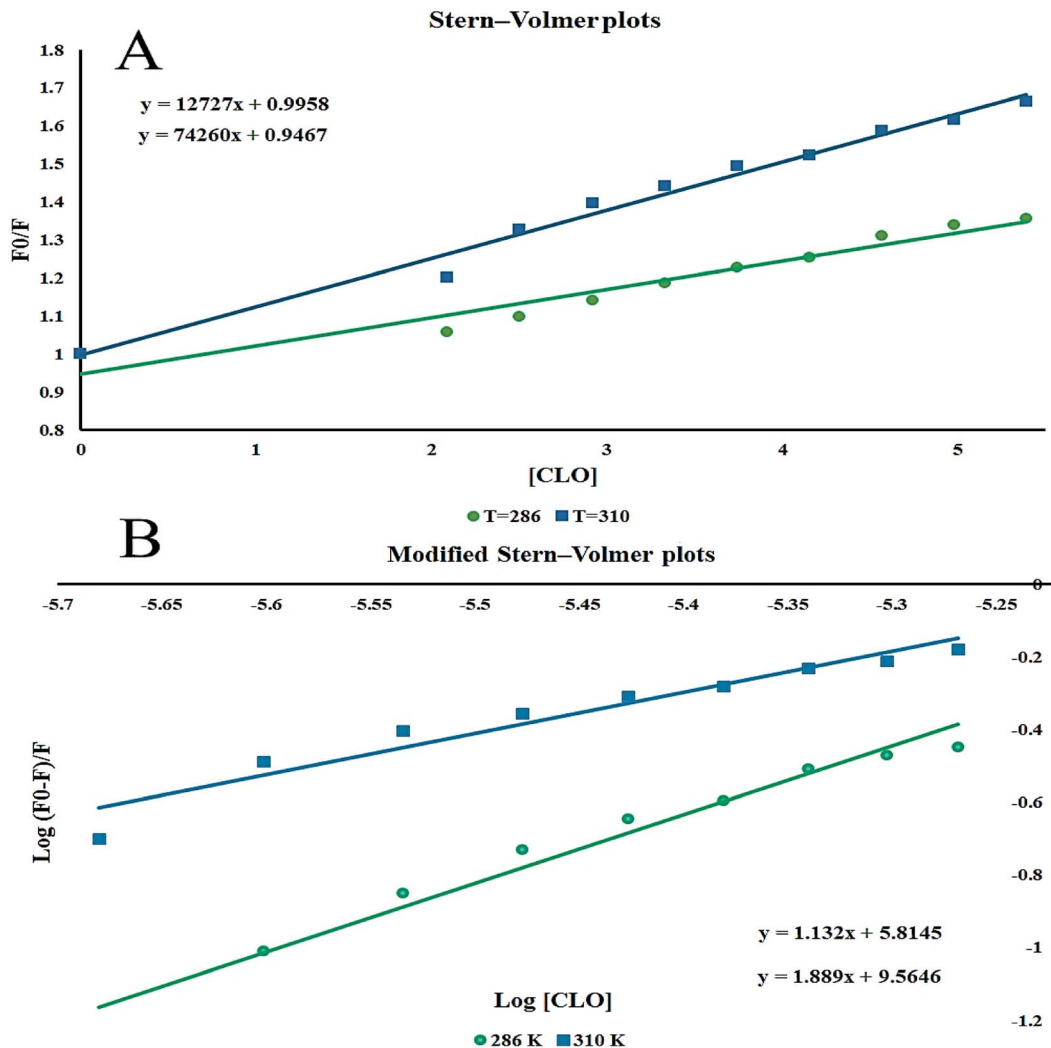 Stern–Volmer plots
A
1.8
1.7
1.6
1.5
1.4
1.3
1.2
1.1
1
0.9
0.8
y = 12727x + 0.9958
y = 74260x + 0.9467
F0/F
0 1 2 3 4 5
[CLO]
T=286 T=310
B
Modified Stern–Volmer plots
-5.7 -5.65 -5.6 -5.55 -5.5 -5.45 -5.4 -5.35 -5.3 -5.25
0
-0.2
-0.4
-0.6
-0.8
-1
-1.2
Log (F0-F)/F
y = 1.132x + 5.8145
y = 1.889x + 9.5646
Log [CLO]
286 K 310 K